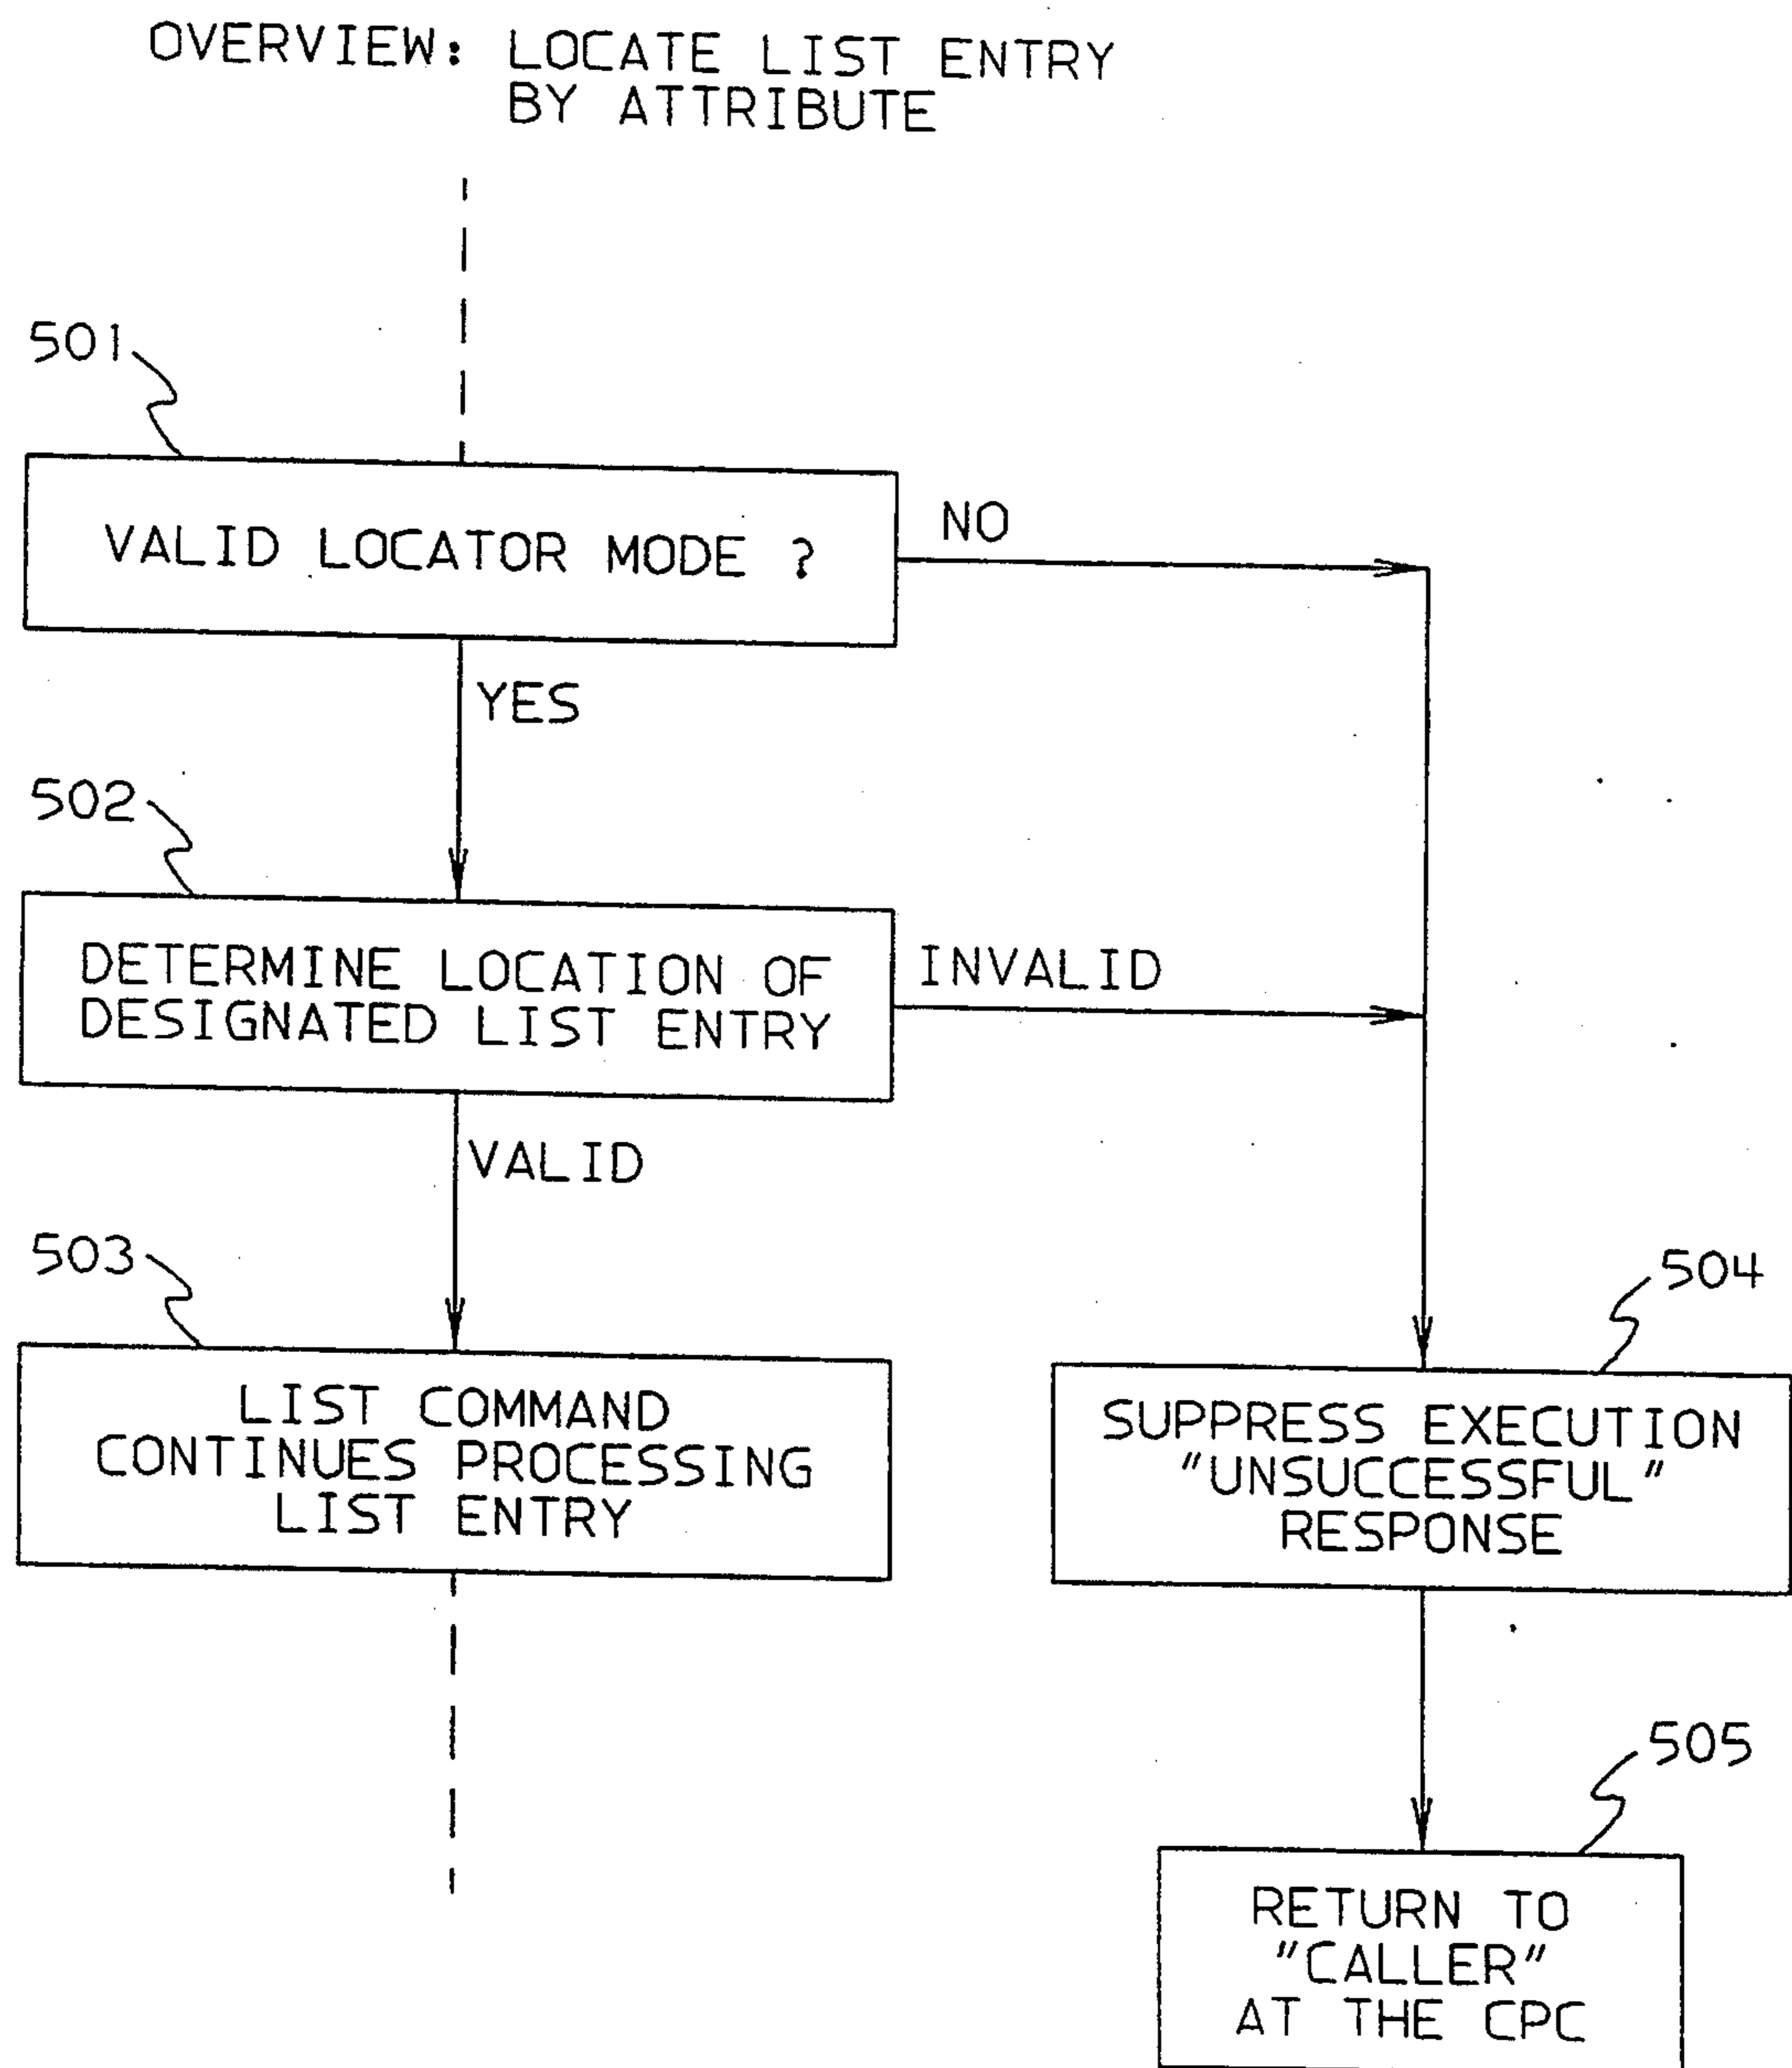 OVERVIEW: LOCATE LIST ENTRY
BY ATTRIBUTE
501
VALID LOCATOR MODE ?
NO
YES
502
DETERMINE LOCATION OF
DESIGNATED LIST ENTRY
INVALID
VALID
503
LIST COMMAND
CONTINUES PROCESSING
LIST ENTRY
504
SUPPRESS EXECUTION
"UNSUCCESSFUL"
RESPONSE
505
RETURN TO
"CALLER"
AT THE CPC